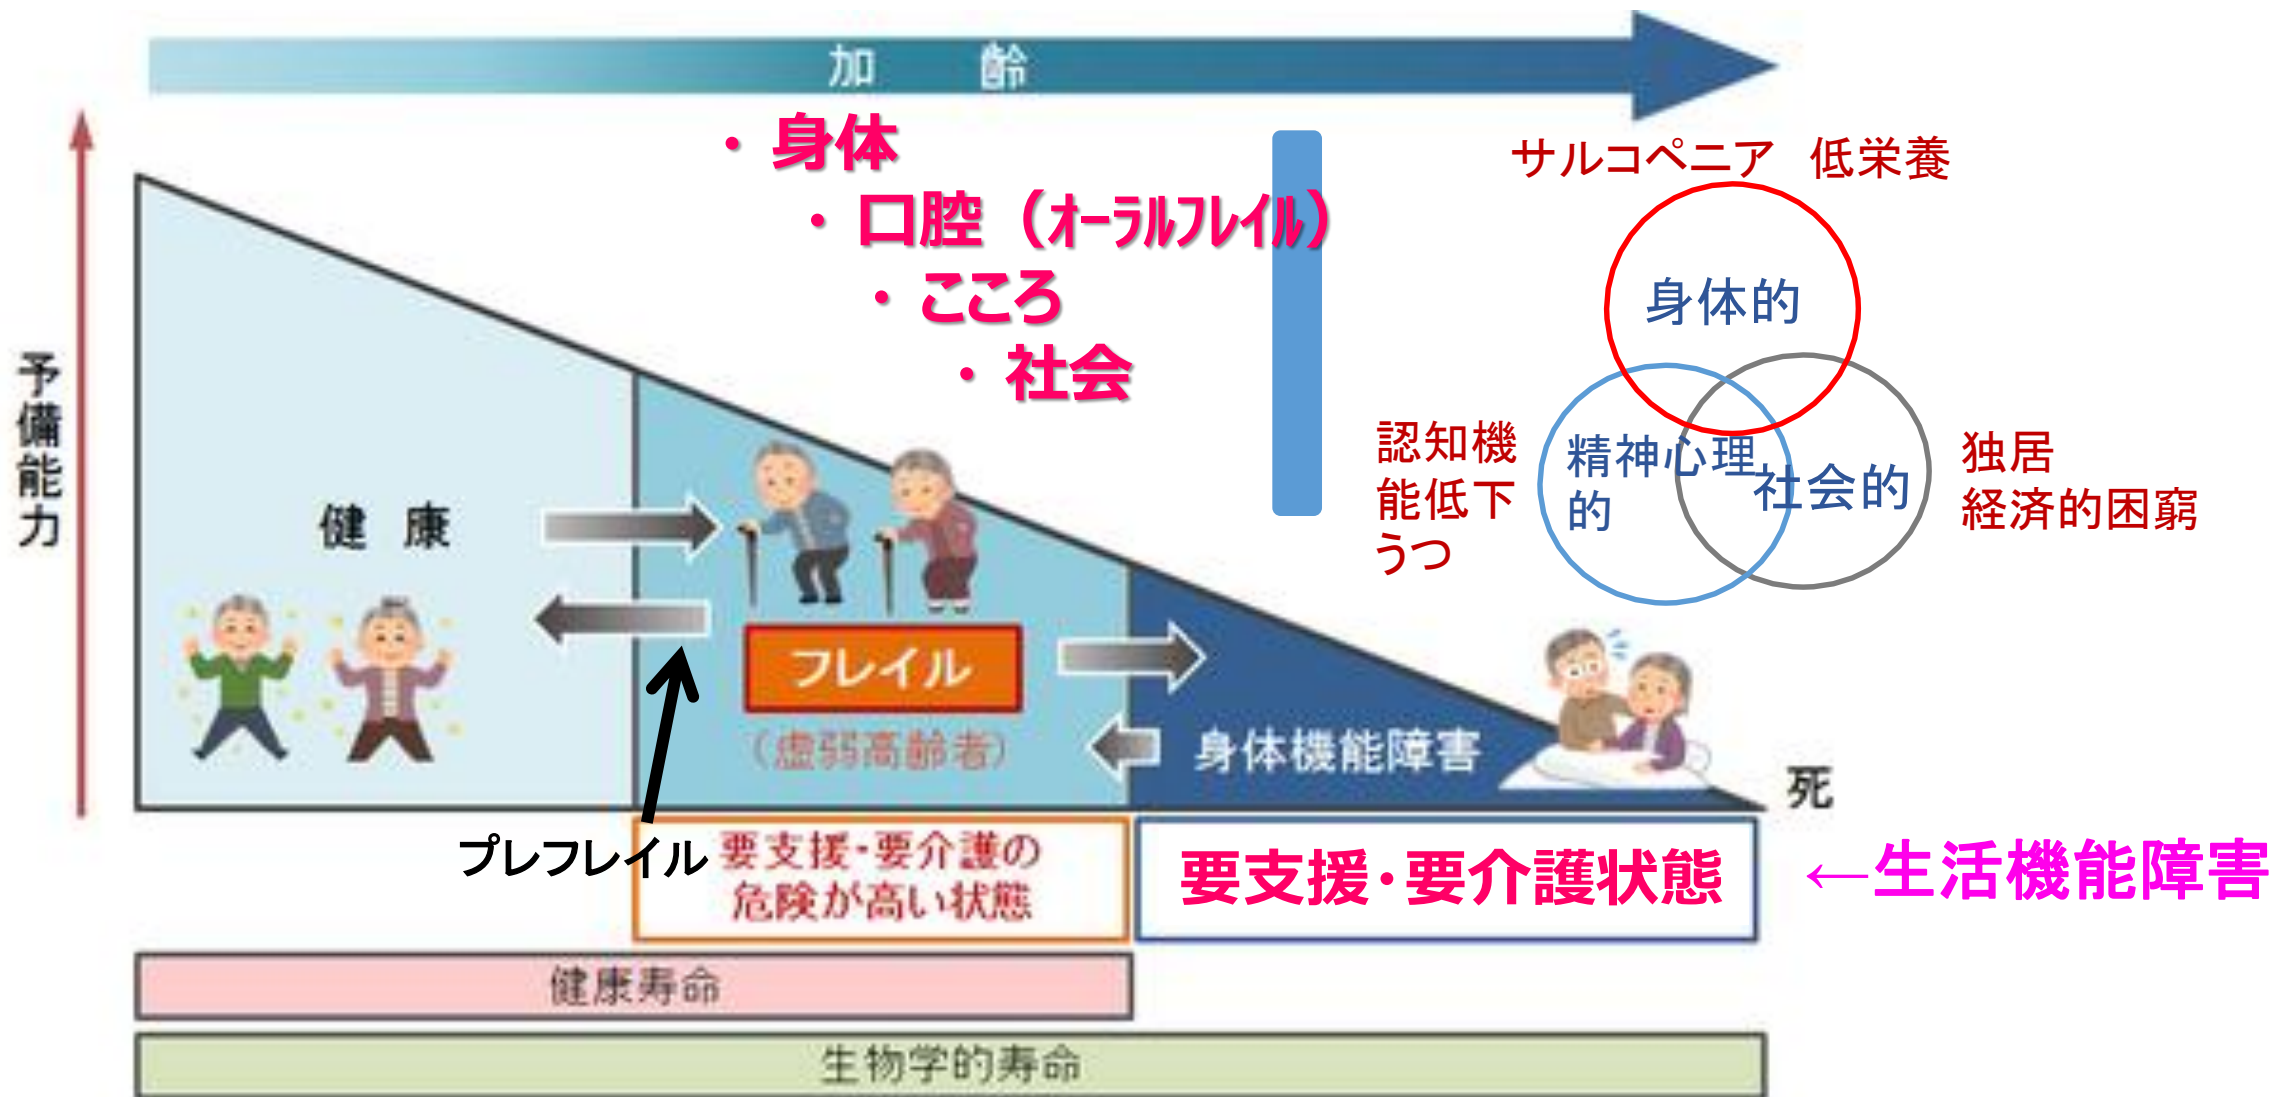 加　齢
・身体
・口腔（ｵｰﾗﾙﾌﾚｲﾙ）
・こころ
・社会
サルコペニア　低栄養
身体的
精神心理
的
社会的
認知機
能低下
うつ
独居
経済的困窮
予備能力
健　康
フレイル
（虚弱高齢者）
身体機能障害
死
プレフレイル
要支援・要介護の
危険が高い状態
要支援・要介護状態
←生活機能障害
健康寿命
生物学的寿命